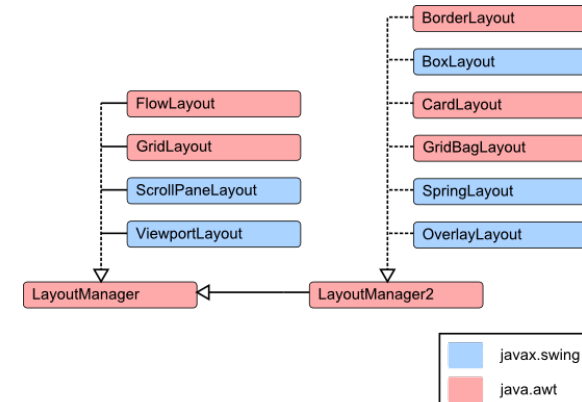 BorderLayout
BoxLayout
FlowLayout
CardLayout
GridLayout
GridBagLayout
ScrollPaneLayout
SpringLayout
ViewportLayout
OverlayLayout
LayoutManager
LayoutManager2
javax.swing
java.awt